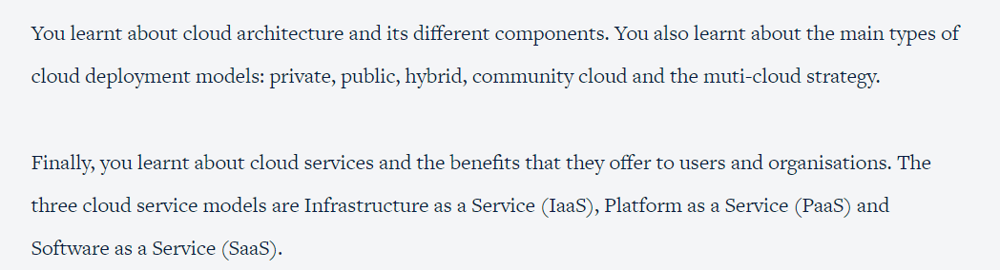 You learnt about cloud architecture and its different components. You also learnt about the main types of
cloud deployment models: private, public, hybrid, community cloud and the muti-cloud strategy.
Finally, you learnt about cloud services and the benefits that they offer to users and organisations. The
three cloud service models are Infrastructure as a Service (IaaS), Platform as a Service (PaaS) and
Software as a Service (SaaS).